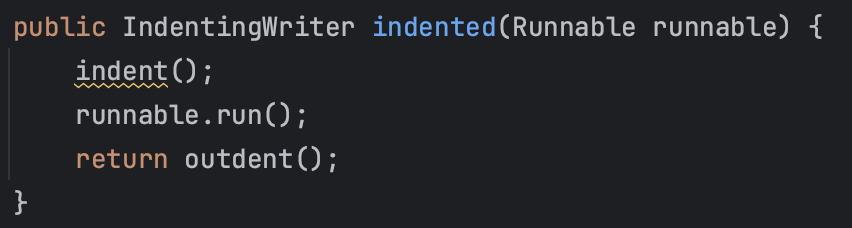 public IndentingWriter indented(Runnable runnable) {
    indent();
    runnable.run();
    return outdent();
}